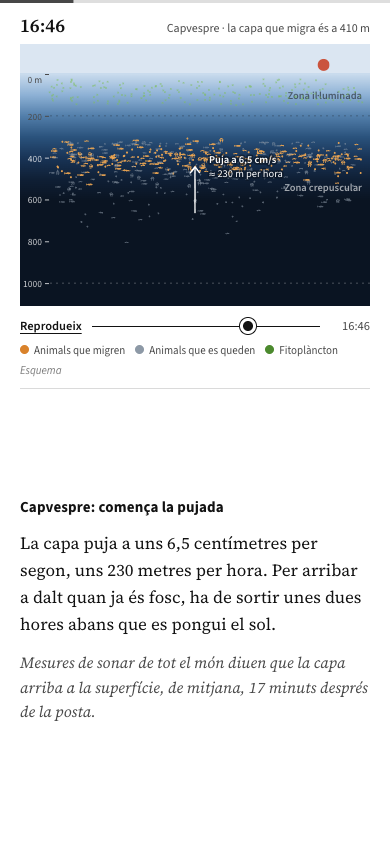 16:46
Capvespre · la capa que migra és a 410 m
0 m
Zona il·luminada
200
400
Puja a 6,5 cm/s
≈ 230 m per hora
Zona crepuscular
600
800
1000
Reprodueix
16:46
Animals que migren
Animals que es queden
Fitoplàncton
Esquema
Capvespre: comença la pujada
La capa puja a uns 6,5 centímetres per
segon, uns 230 metres per hora. Per arribar
a dalt quan ja és fosc, ha de sortir unes dues
hores abans que es pongui el sol.
Mesures de sonar de tot el món diuen que la capa
arriba a la superfície, de mitjana, 17 minuts després
de la posta.